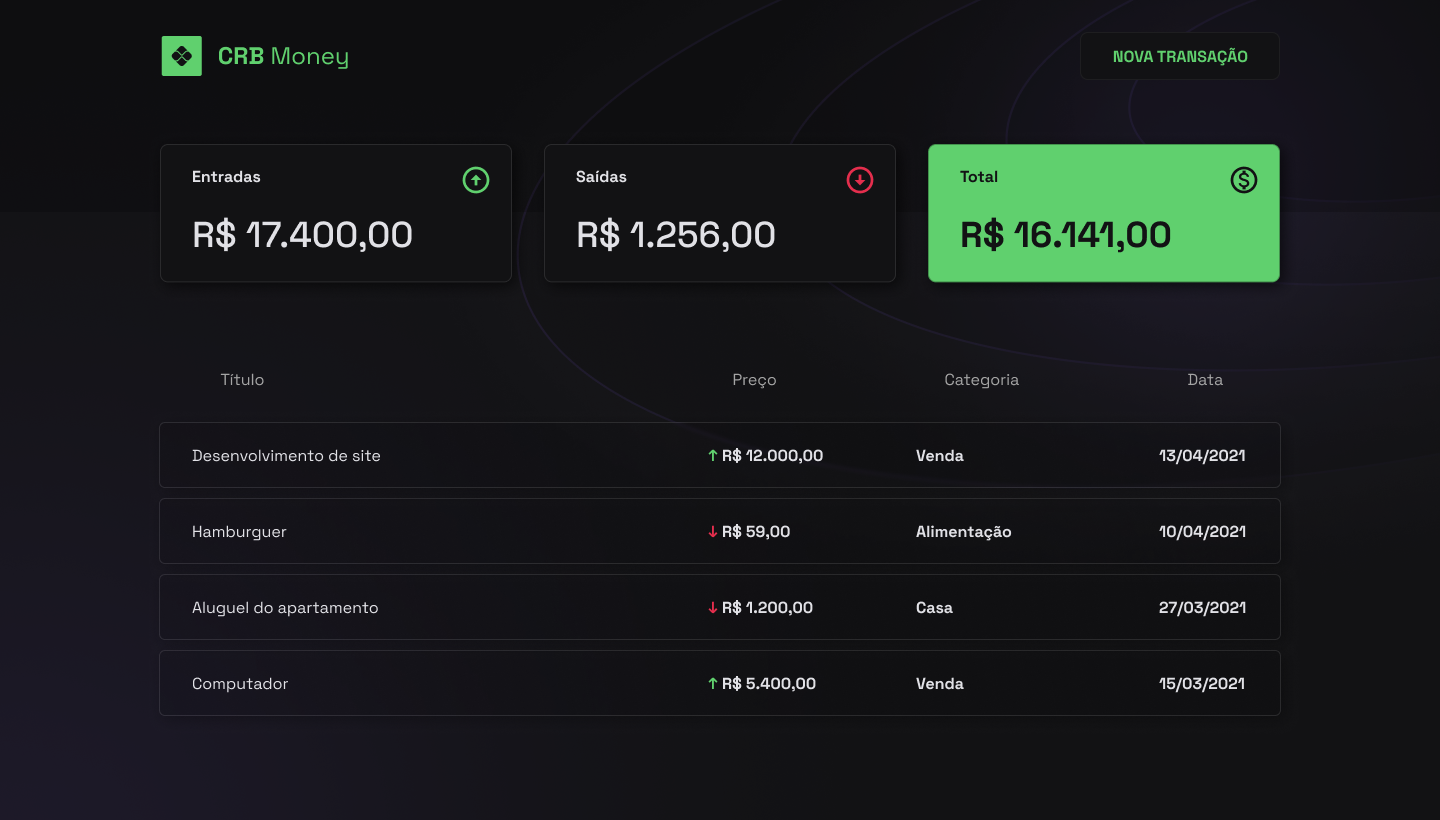 CRB Money
NOVA TRANSAÇÃO
Entradas
R$ 17.400,00
Saídas
R$ 1.256,00
Total
R$ 16.141,00
Título Preço Categoria Data
Desenvolvimento de site ↑ R$ 12.000,00 Venda 13/04/2021
Hamburguer ↓ R$ 59,00 Alimentação 10/04/2021
Aluguel do apartamento ↓ R$ 1.200,00 Casa 27/03/2021
Computador ↑ R$ 5.400,00 Venda 15/03/2021